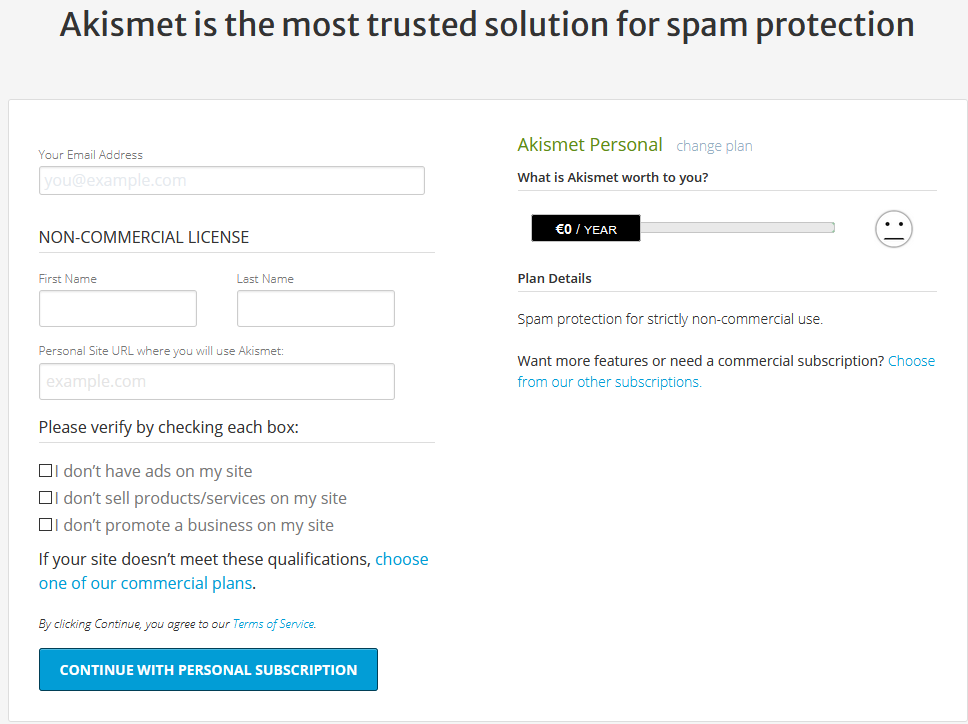 Akismet is the most trusted solution for spam protection
Your Email Address
you@example.com
NON-COMMERCIAL LICENSE
First Name Last Name
Personal Site URL where you will use Akismet:
example.com
Please verify by checking each box:
I don’t have ads on my site
I don’t sell products/services on my site
I don’t promote a business on my site
If your site doesn’t meet these qualifications, choose
one of our commercial plans.
By clicking Continue, you agree to our Terms of Service.
CONTINUE WITH PERSONAL SUBSCRIPTION
Akismet Personal change plan
What is Akismet worth to you?
€0 / YEAR
Plan Details
Spam protection for strictly non-commercial use.
Want more features or need a commercial subscription? Choose
from our other subscriptions.